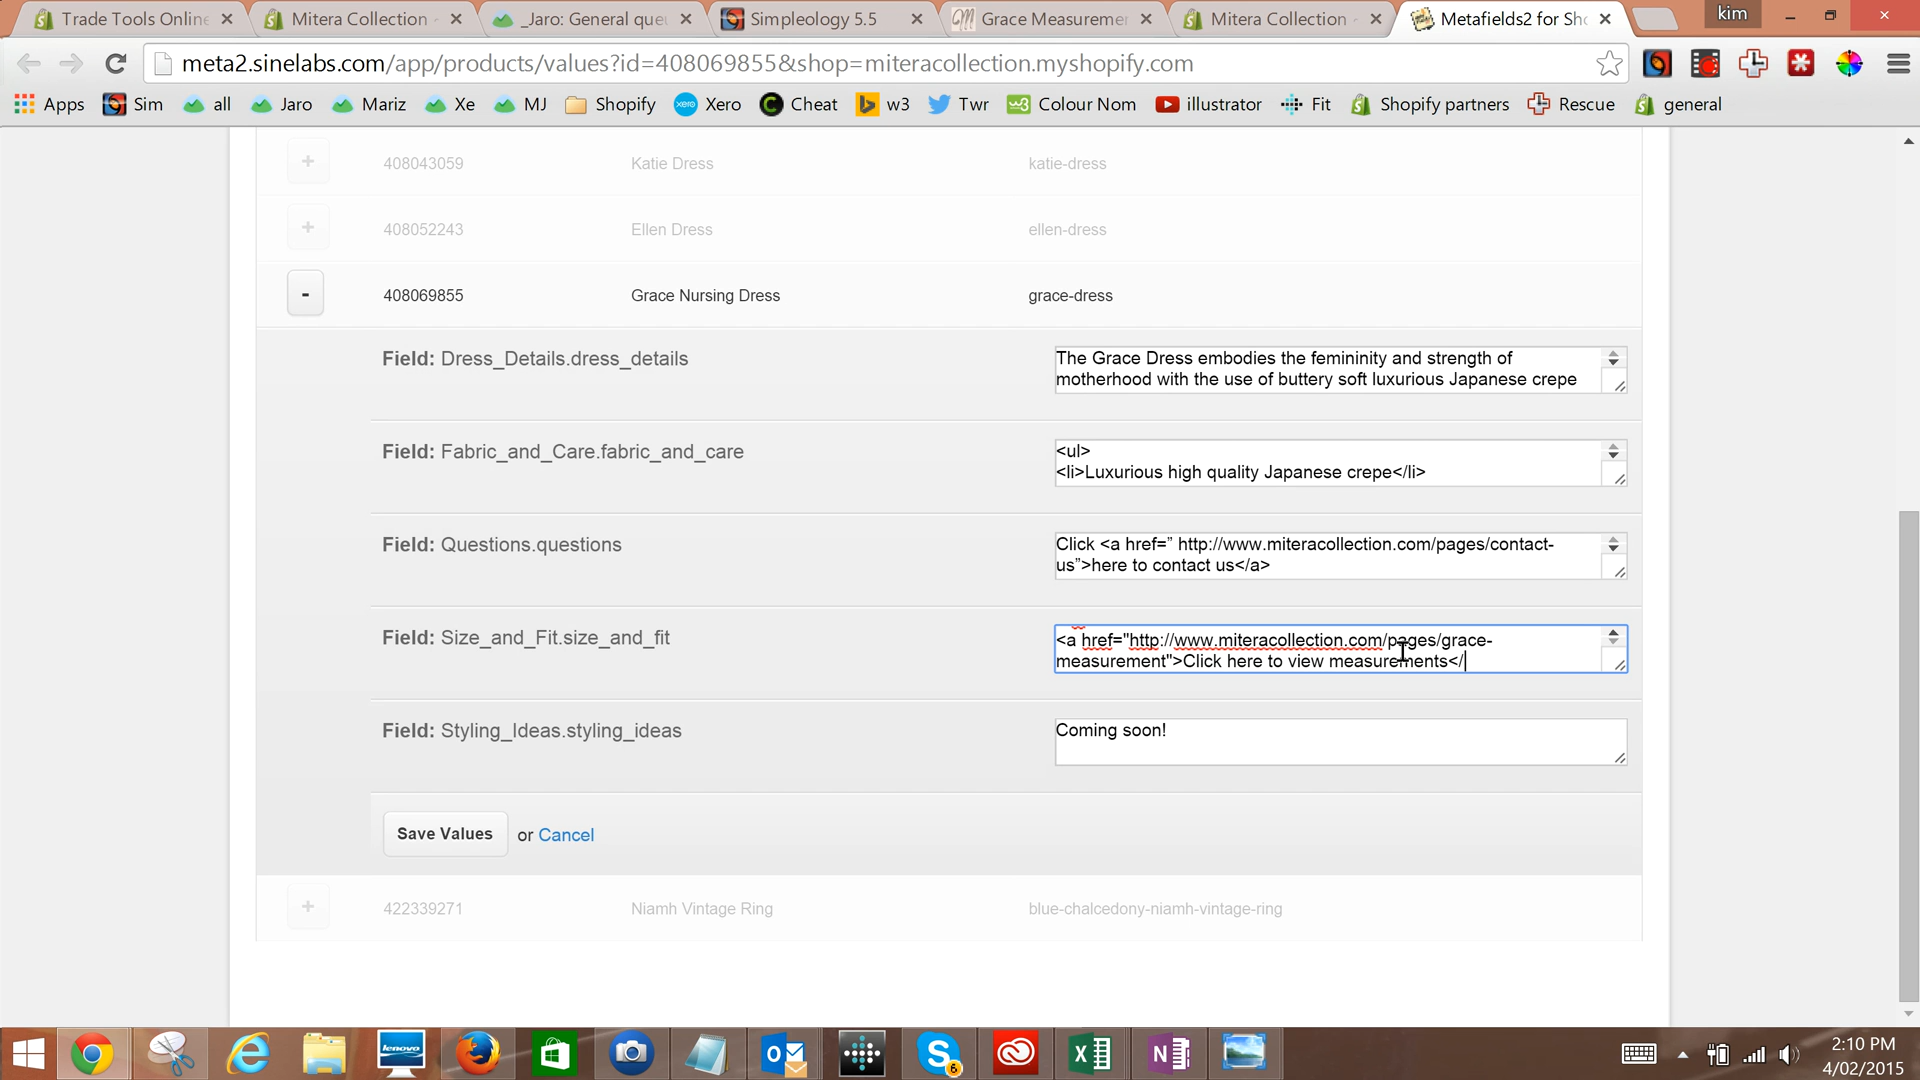 Trade Tools Online
Mitera Collection
_Jaro: General que
Simpleology 5.5
Grace Measureme
Mitera Collection
Metafields2 for Sh
kim
meta2.sinelabs.com/app/products/values?id=408069855&shop=miteracollection.myshopify.com
Apps
Sim
all
Jaro
Mariz
Xe
MJ
Shopify
Xero
Cheat
w3
Twr
Colour Nom
illustrator
Fit
Shopify partners
Rescue
general
+ 408043059 Katie Dress katie-dress
+ 408052243 Ellen Dress ellen-dress
- 408069855 Grace Nursing Dress grace-dress
Field: Dress_Details.dress_details
The Grace Dress embodies the femininity and strength of
motherhood with the use of buttery soft luxurious Japanese crepe
Field: Fabric_and_Care.fabric_and_care
<ul>
<li>Luxurious high quality Japanese crepe</li>
Field: Questions.questions
Click <a href=” http://www.miteracollection.com/pages/contact-
us”>here to contact us</a>
Field: Size_and_Fit.size_and_fit
<a href="http://www.miteracollection.com/pages/grace-
measurement">Click here to view measurements</
Field: Styling_Ideas.styling_ideas
Coming soon!
Save Values or Cancel
+ 422339271 Niamh Vintage Ring blue-chalcedony-niamh-vintage-ring
lenovo
6
2:10 PM
4/02/2015